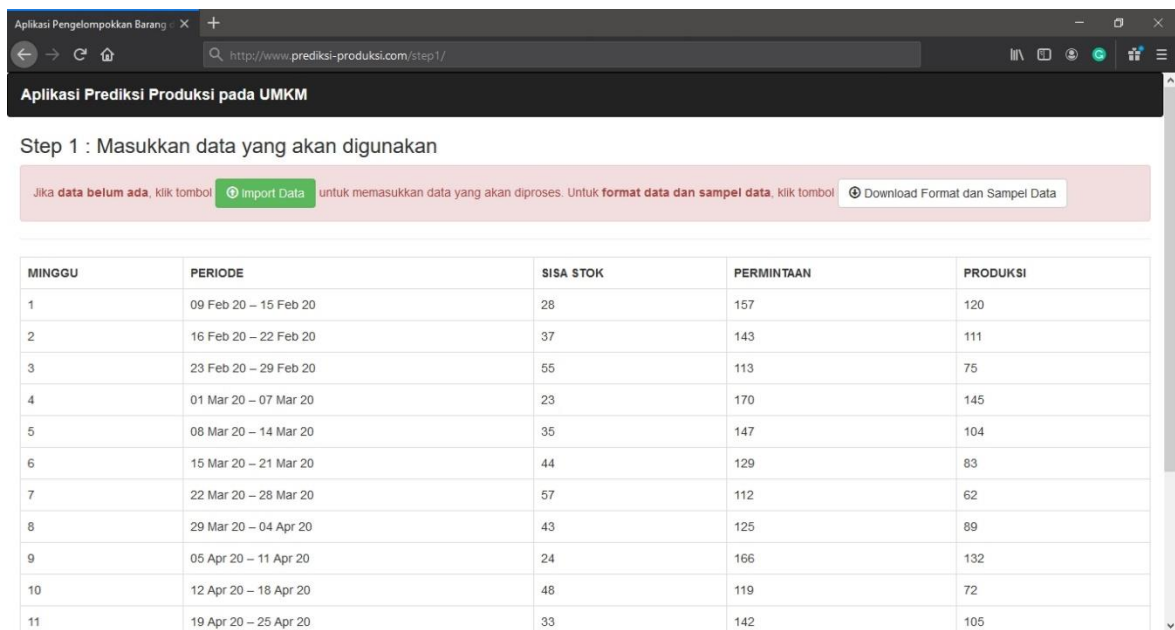 Aplikasi Pengelompokkan Barang
http://www.prediksi-produksi.com/step1/
Aplikasi Prediksi Produksi pada UMKM
Step 1 : Masukkan data yang akan digunakan
Jika data belum ada, klik tombol Import Data untuk memasukkan data yang akan diproses. Untuk format data dan sampel data, klik tombol Download Format dan Sampel Data
MINGGU PERIODE SISA STOK PERMINTAAN PRODUKSI
1 09 Feb 20 – 15 Feb 20 28 157 120
2 16 Feb 20 – 22 Feb 20 37 143 111
3 23 Feb 20 – 29 Feb 20 55 113 75
4 01 Mar 20 – 07 Mar 20 23 170 145
5 08 Mar 20 – 14 Mar 20 35 147 104
6 15 Mar 20 – 21 Mar 20 44 129 83
7 22 Mar 20 – 28 Mar 20 57 112 62
8 29 Mar 20 – 04 Apr 20 43 125 89
9 05 Apr 20 – 11 Apr 20 24 166 132
10 12 Apr 20 – 18 Apr 20 48 119 72
11 19 Apr 20 – 25 Apr 20 33 142 105